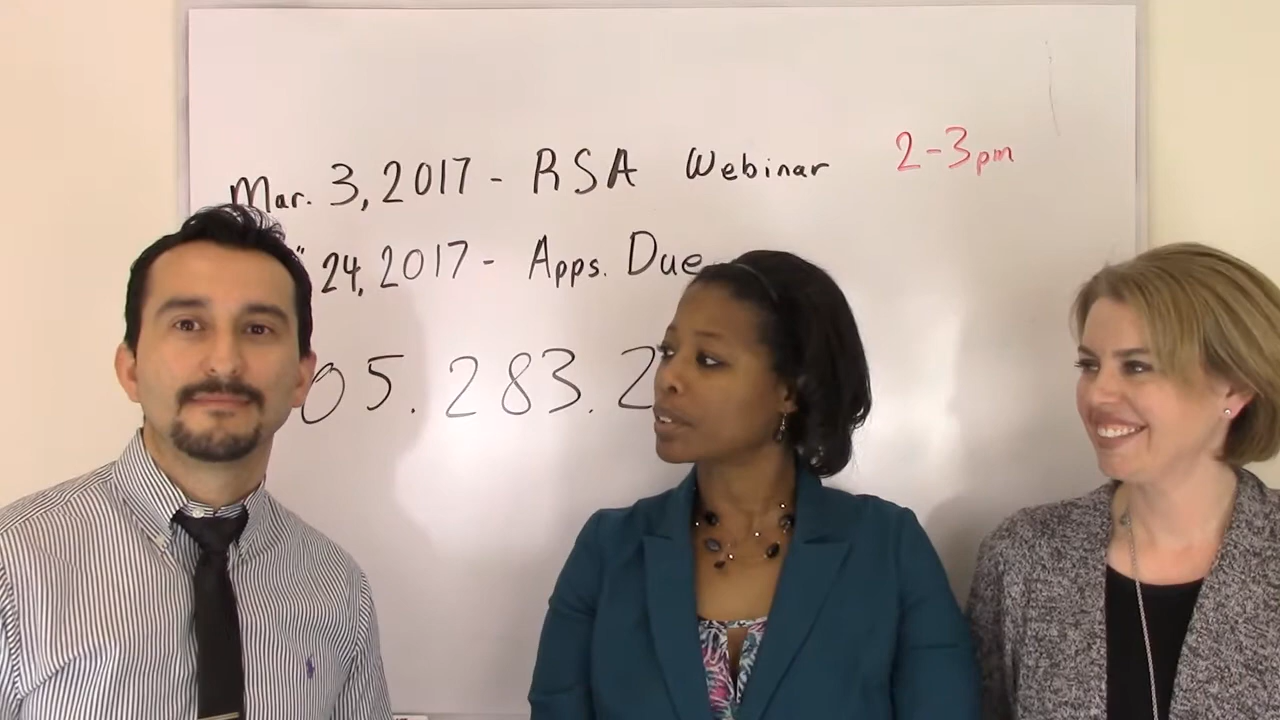 Mar. 3, 2017 - RSA Webinar 2-3pm
24, 2017 - Apps. Due
05.283.2